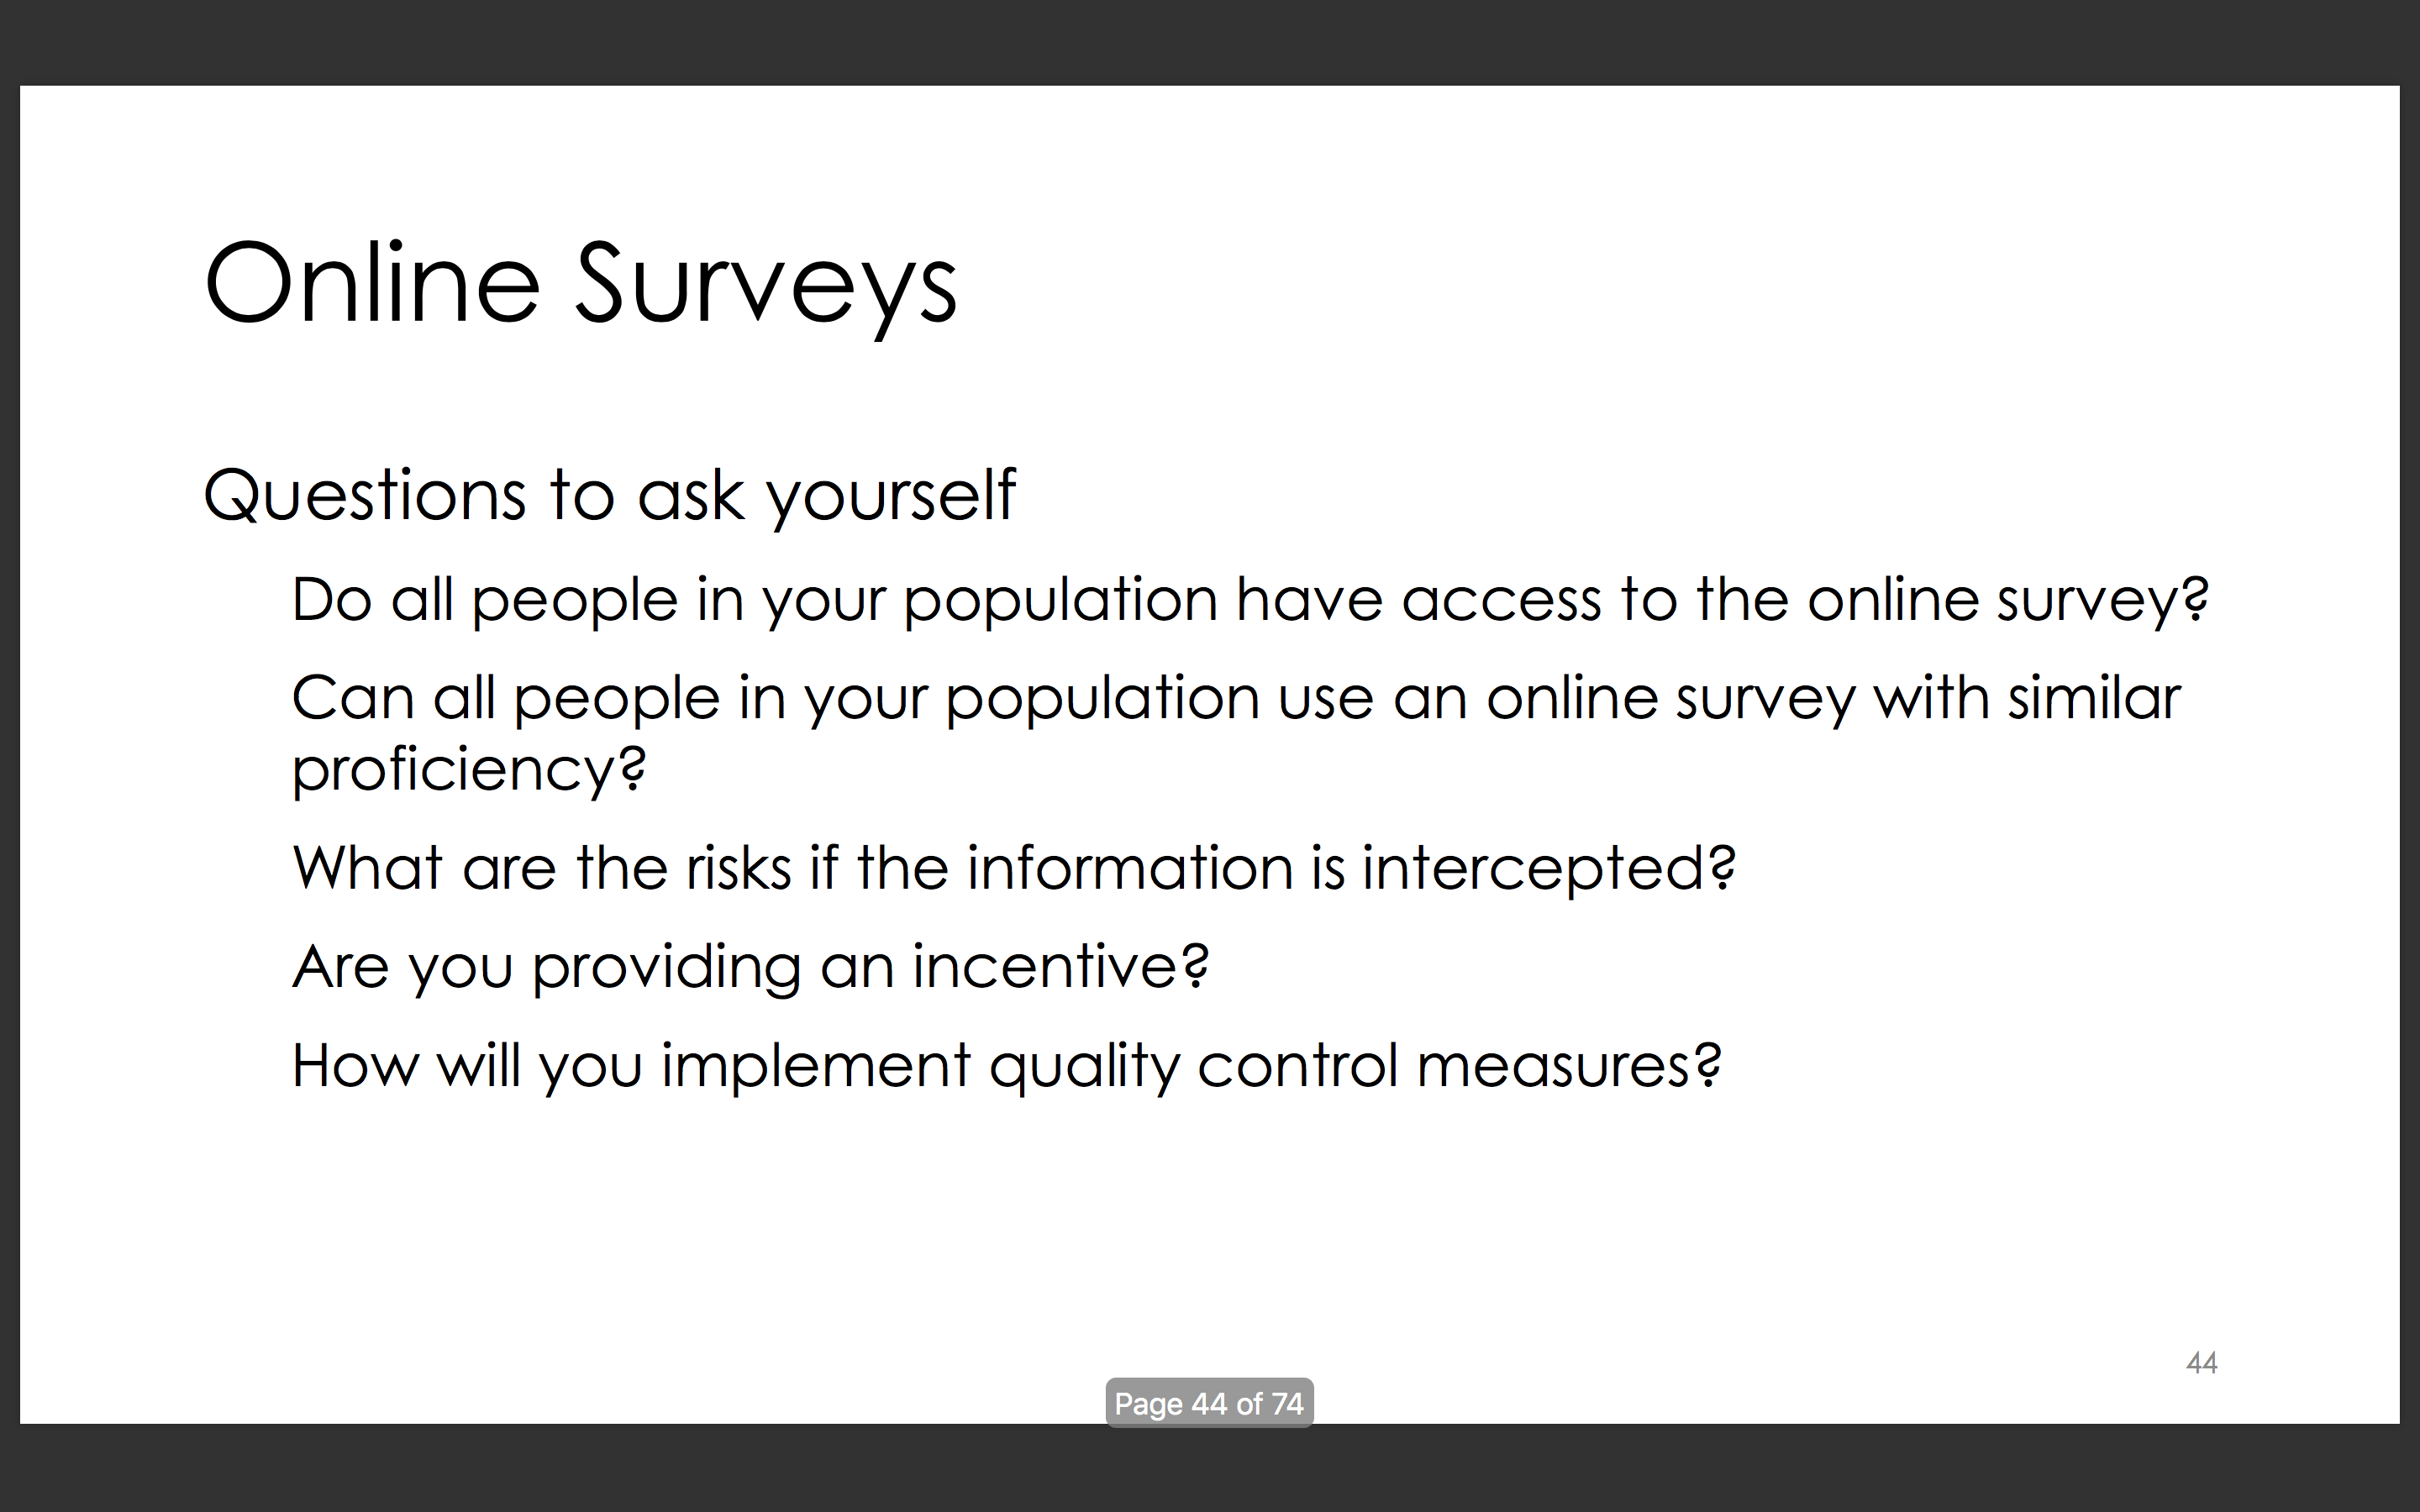 Online Surveys
Questions to ask yourself
Do all people in your population have access to the online survey?
Can all people in your population use an online survey with similar
proficiency?
What are the risks if the information is intercepted?
Are you providing an incentive?
How will you implement quality control measures?
44
Page 44 of 74